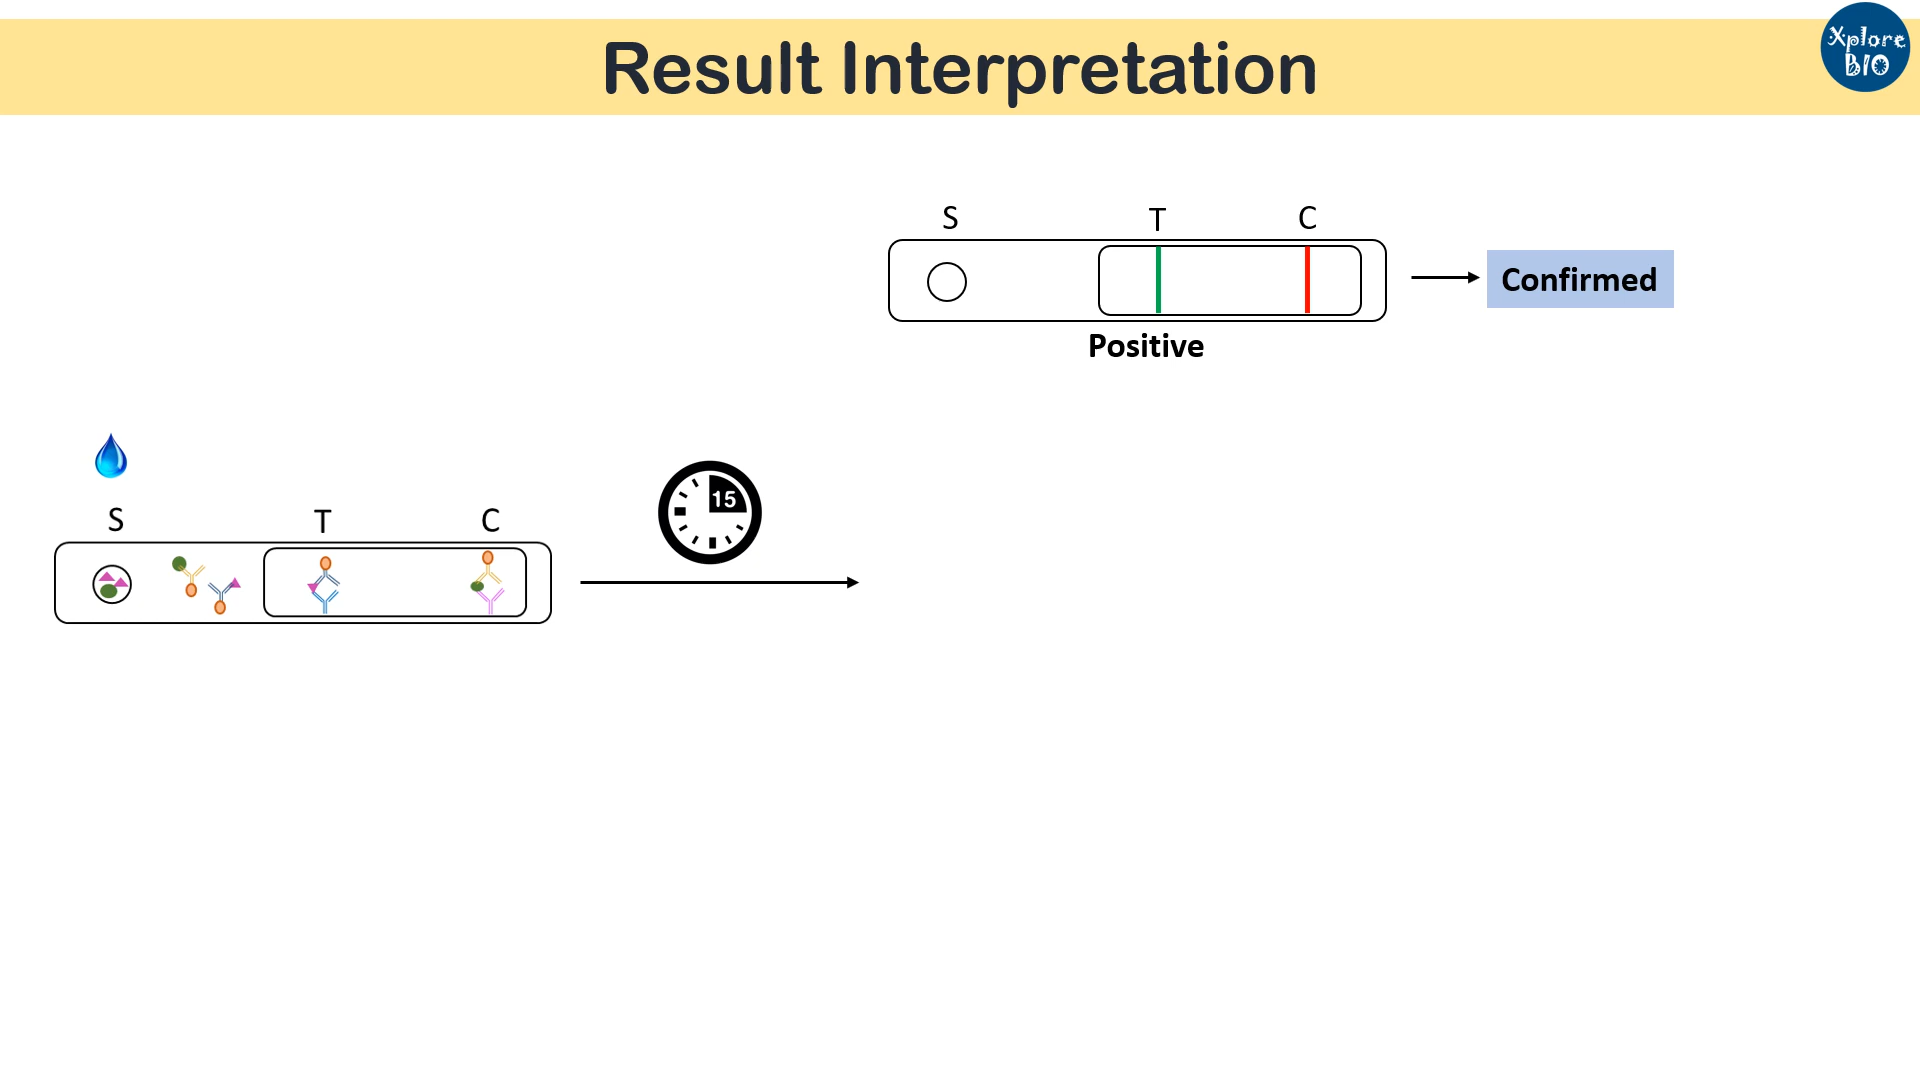 Result Interpretation
Xplore
BIO
S T C
Confirmed
Positive
15
S T C